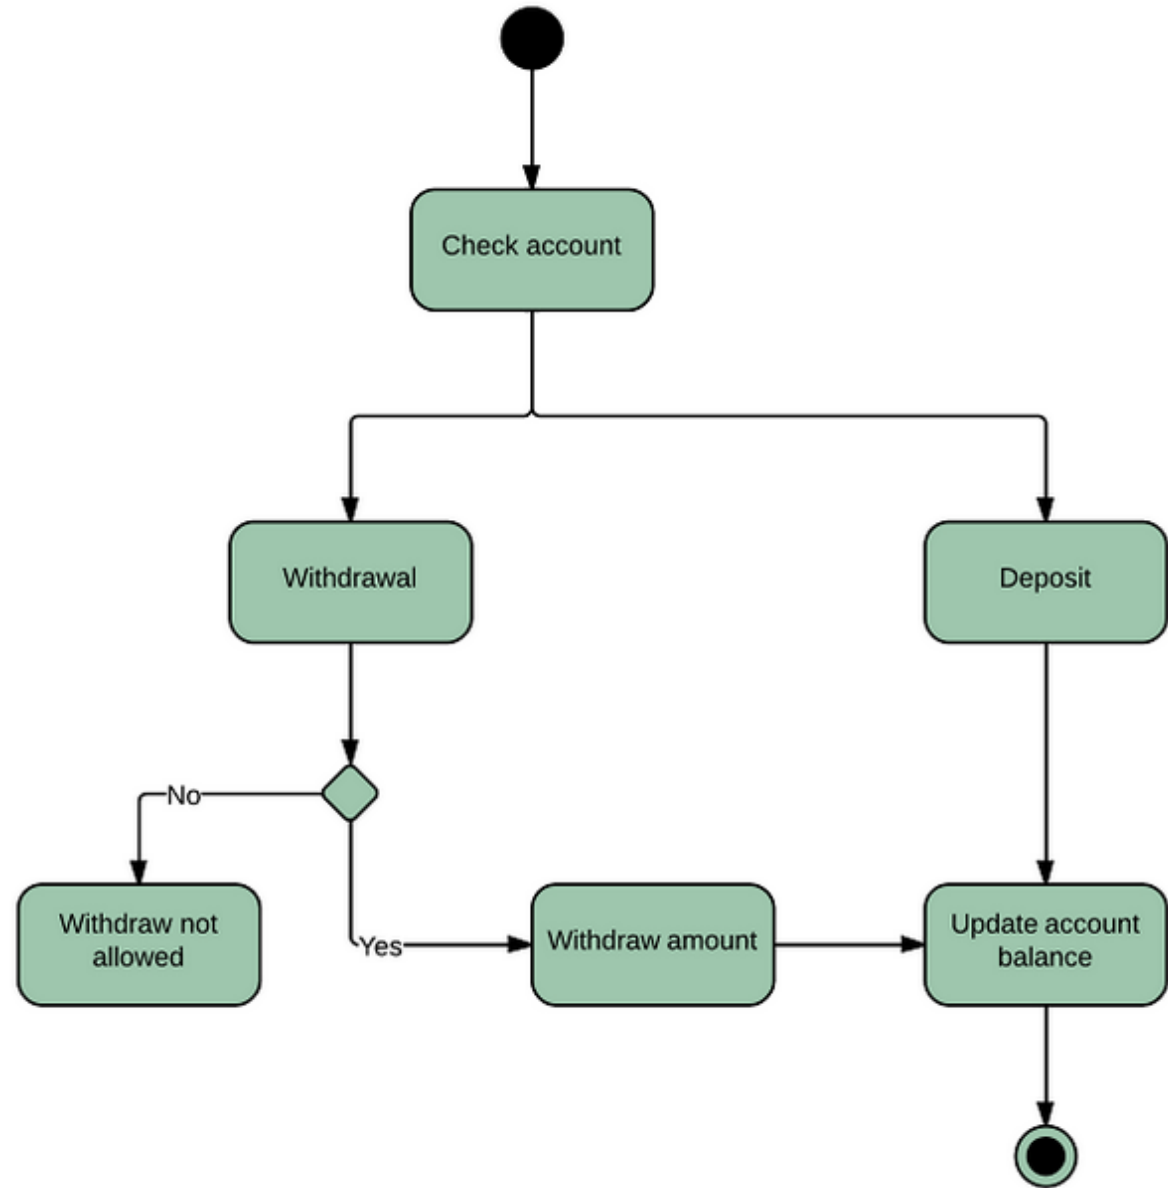 Check account
Withdrawal
Deposit
No
Withdraw not
allowed
Yes
Withdraw amount
Update account
balance